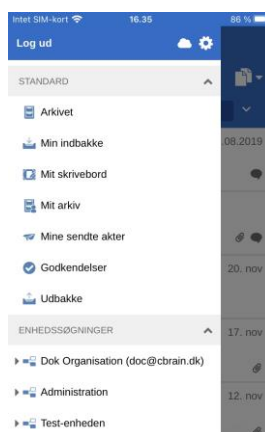 Intet SIM-kort 16.35 86 %
Log ud
STANDARD
Arkivet
Min indbakke
.08.2019
Mit skrivebord
Mit arkiv
Mine sendte akter
Godkendelser
20. nov
Udbakke
ENHEDSSØGNINGER
17. nov
Dok Organisation (doc@cbrain.dk)
Administration
12. nov
Test-enheden